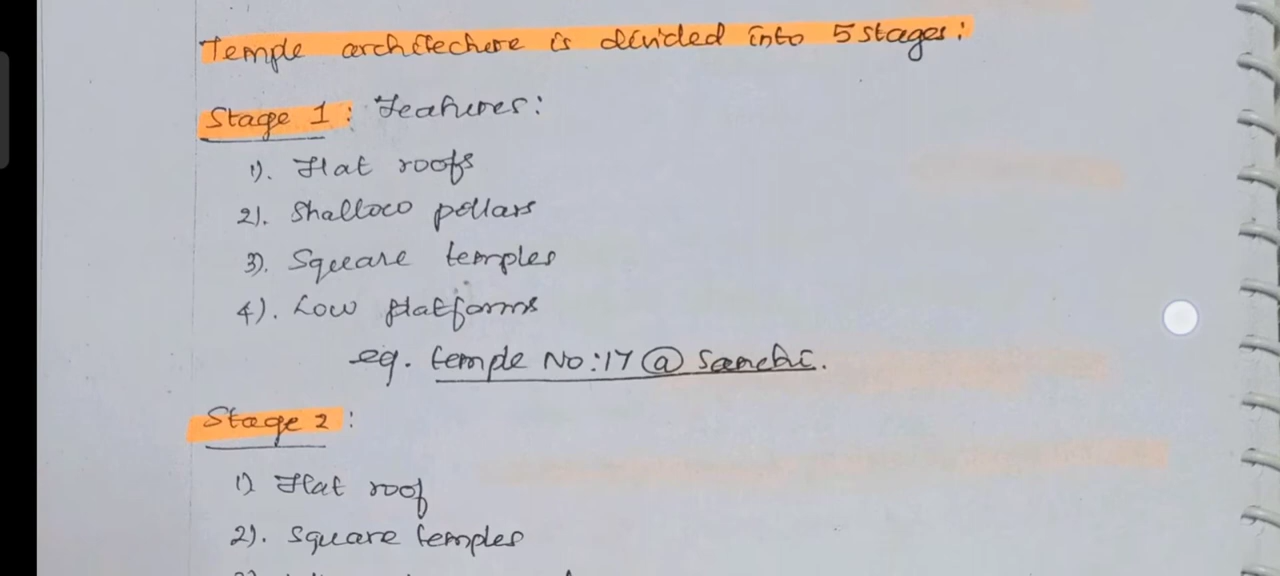 Temple architechere is divided into 5 stages:
Stage 1: Features:
1). Flat roofs
2). Shallow pillars
3). Square temples
4). Low platforms
eg. temple No:17 @ Sanchi.
Stage 2:
1) Flat roof
2). Square temples